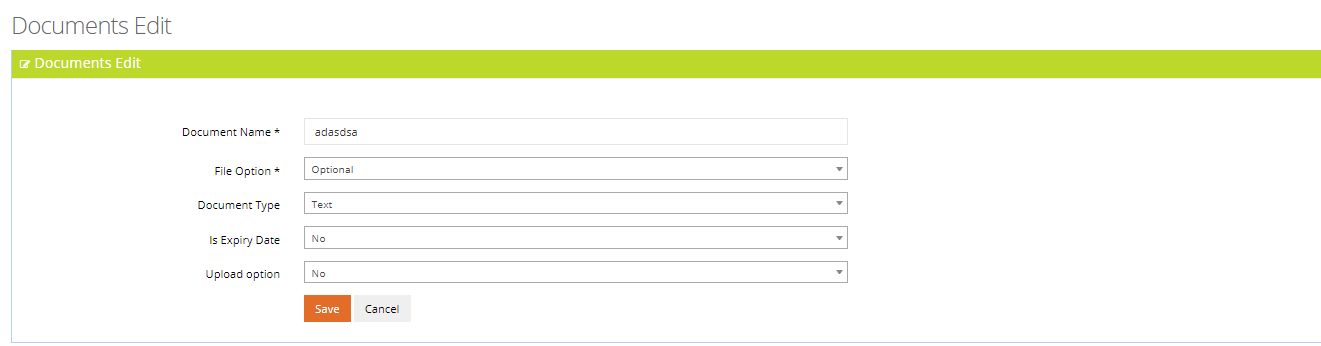 Documents Edit
Documents Edit
Document Name *
adasdsa
File Option *
Optional
Document Type
Text
Is Expiry Date
No
Upload option
No
Save
Cancel